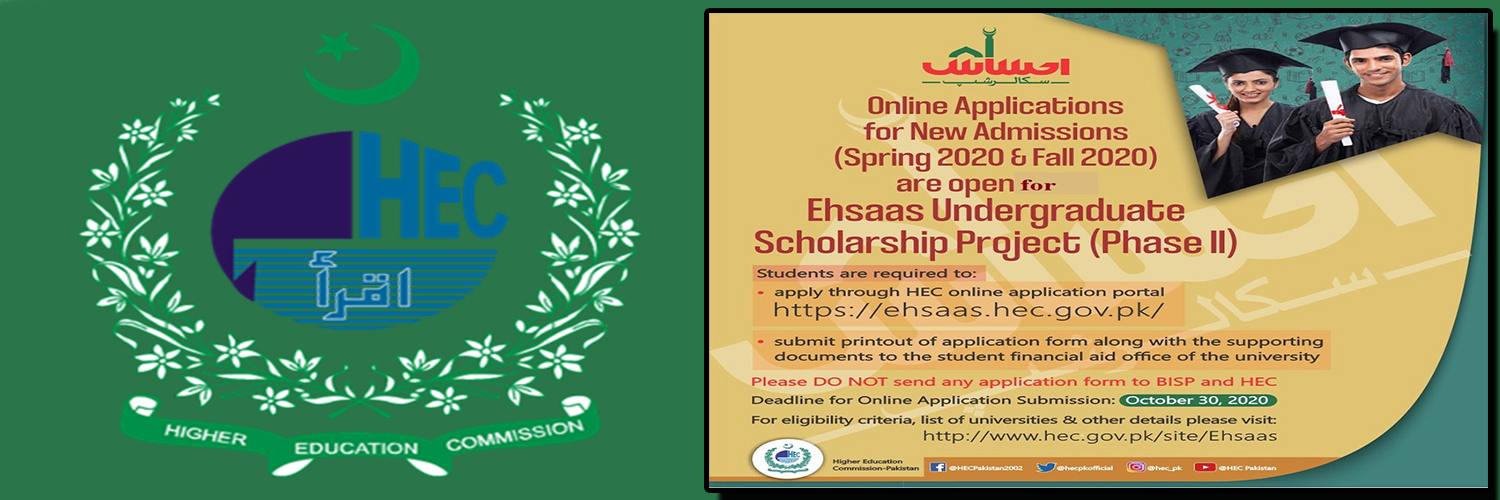 HEC
اقرأ
HIGHER EDUCATION COMMISSION
احساس
سکالرشپ
Online Applications
for New Admissions
(Spring 2020 & Fall 2020)
are open for
Ehsaas Undergraduate
Scholarship Project (Phase II)
Students are required to:
• apply through HEC online application portal
https://ehsaas.hec.gov.pk/
• submit printout of application form along with the supporting
documents to the student financial aid office of the university
Please DO NOT send any application form to BISP and HEC
Deadline for Online Application Submission: October 30, 2020
For eligibility criteria, list of universities & other details please visit:
http://www.hec.gov.pk/site/Ehsaas
HEC
Higher Education
Commission-Pakistan
@HECPakistan2002 @hecpkofficial @hec_pk @HEC Pakistan
احساس
سکالرشپ